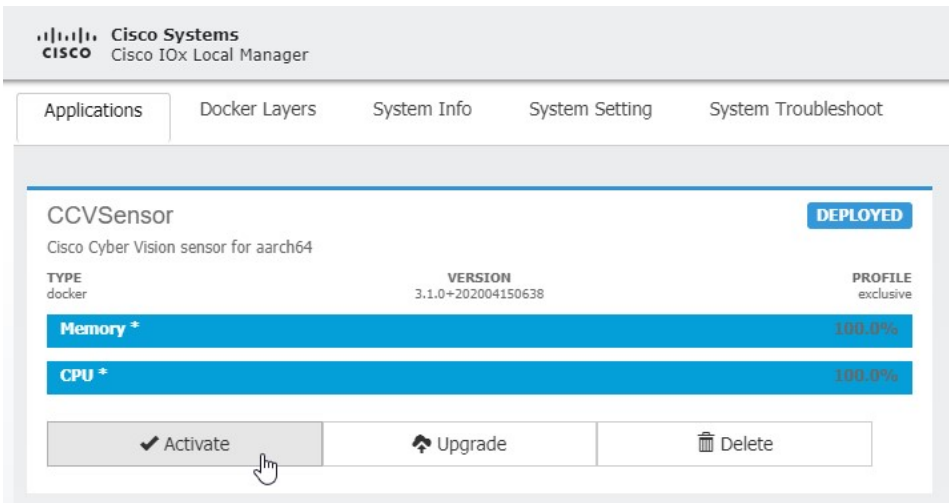 CISCO
Cisco Systems
Cisco IOx Local Manager
Applications Docker Layers System Info System Setting System Troubleshoot
CCVSensor DEPLOYED
Cisco Cyber Vision sensor for aarch64
TYPE VERSION PROFILE
docker 3.1.0+202004150638 exclusive
Memory * 100.0%
CPU * 100.0%
Activate Upgrade Delete